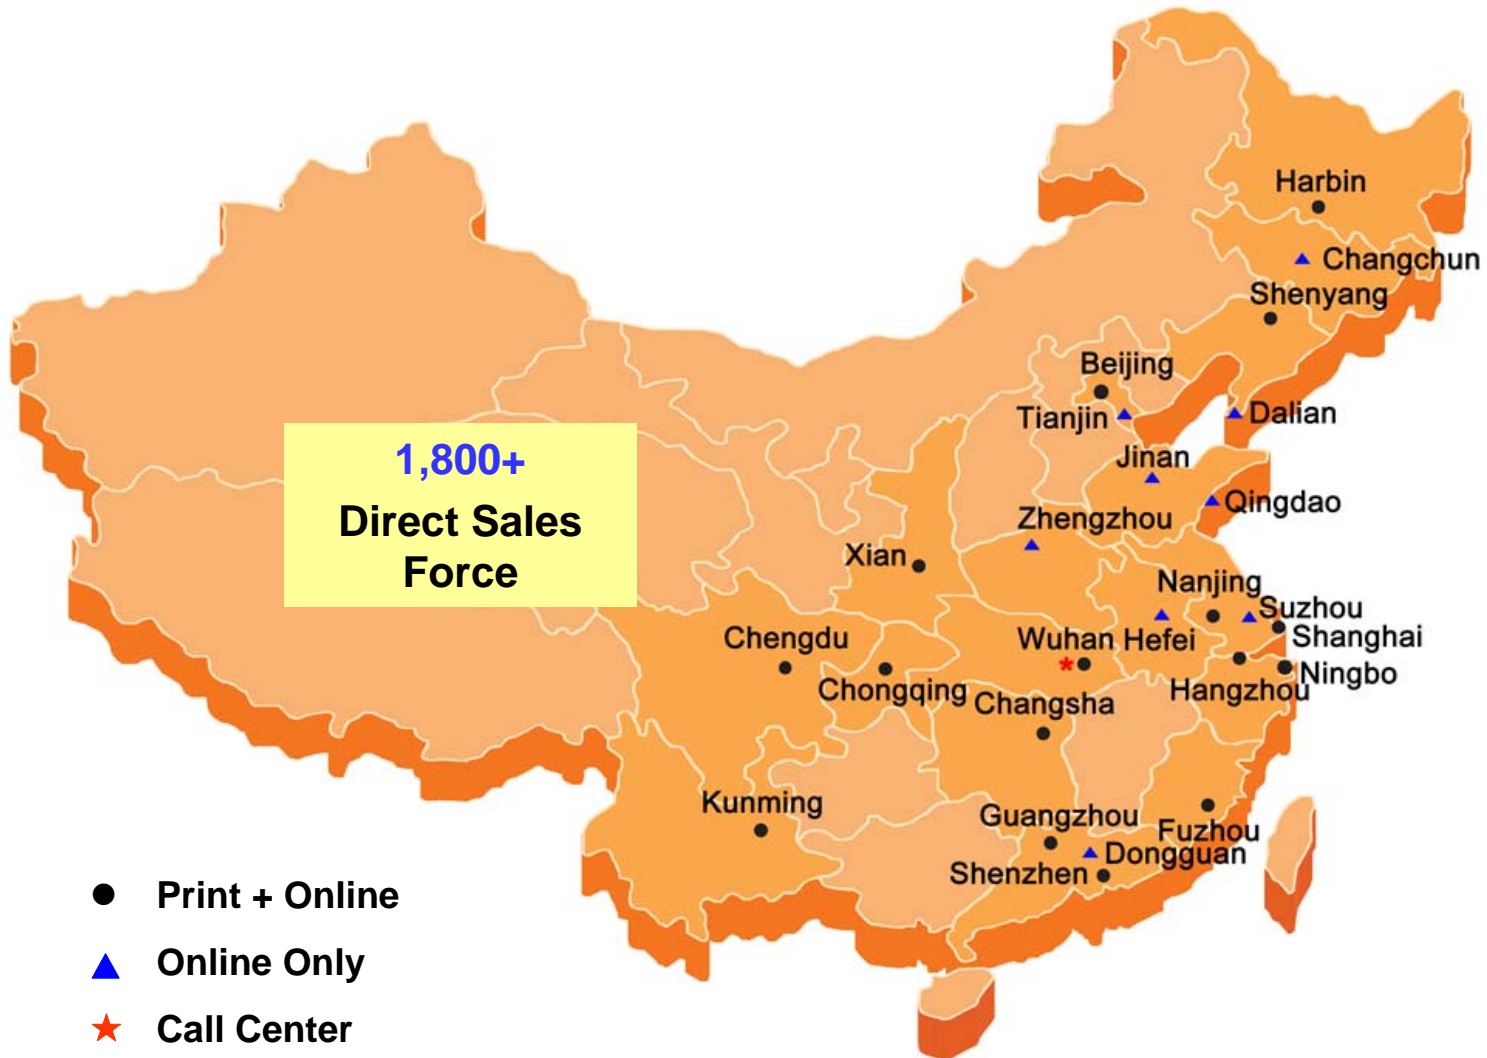 Harbin
Changchun
Shenyang
Beijing
Tianjin
Dalian
1,800+
Direct Sales
Force
Jinan
Qingdao
Zhengzhou
Xian
Nanjing
Suzhou
Chengdu
Wuhan
Hefei
Shanghai
Ningbo
Chongqing
Hangzhou
Changsha
Kunming
Guangzhou
Fuzhou
Dongguan
Shenzhen
Print + Online
Online Only
Call Center